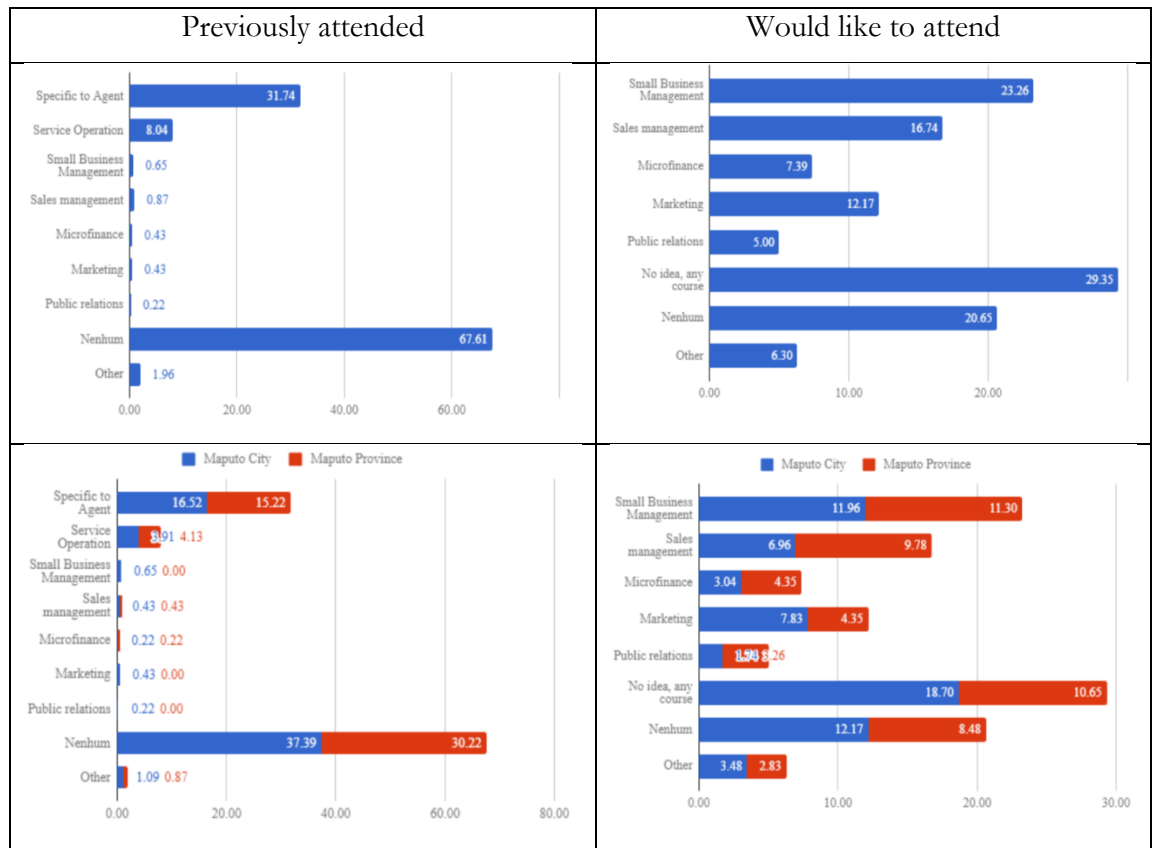 Previously attended
Would like to attend
Specific to Agent 31.74
Service Operation 8.04
Small Business
Management 0.65
Sales management 0.87
Microfinance 0.43
Marketing 0.43
Public relations 0.22
Nenhum 67.61
Other 1.96
0.00 20.00 40.00 60.00
Small Business
Management 23.26
Sales management 16.74
Microfinance 7.39
Marketing 12.17
Public relations 5.00
No idea, any
course 29.35
Nenhum 20.65
Other 6.30
0.00 10.00 20.00
Maputo City Maputo Province
Specific to
Agent 16.52 15.22
Service
Operation 4.13
Small Business
Management 0.65 0.00
Sales
management 0.43 0.43
Microfinance 0.22 0.22
Marketing 0.43 0.00
Public relations 0.22 0.00
Nenhum 37.39 30.22
Other 1.09 0.87
0.00 20.00 40.00 60.00 80.00
Maputo City Maputo Province
Small Business
Management 11.96 11.30
Sales
management 6.96 9.78
Microfinance 3.04 4.35
Marketing 7.83 4.35
Public relations
No idea, any
course 18.70 10.65
Nenhum 12.17 8.48
Other 3.48 2.83
0.00 10.00 20.00 30.00